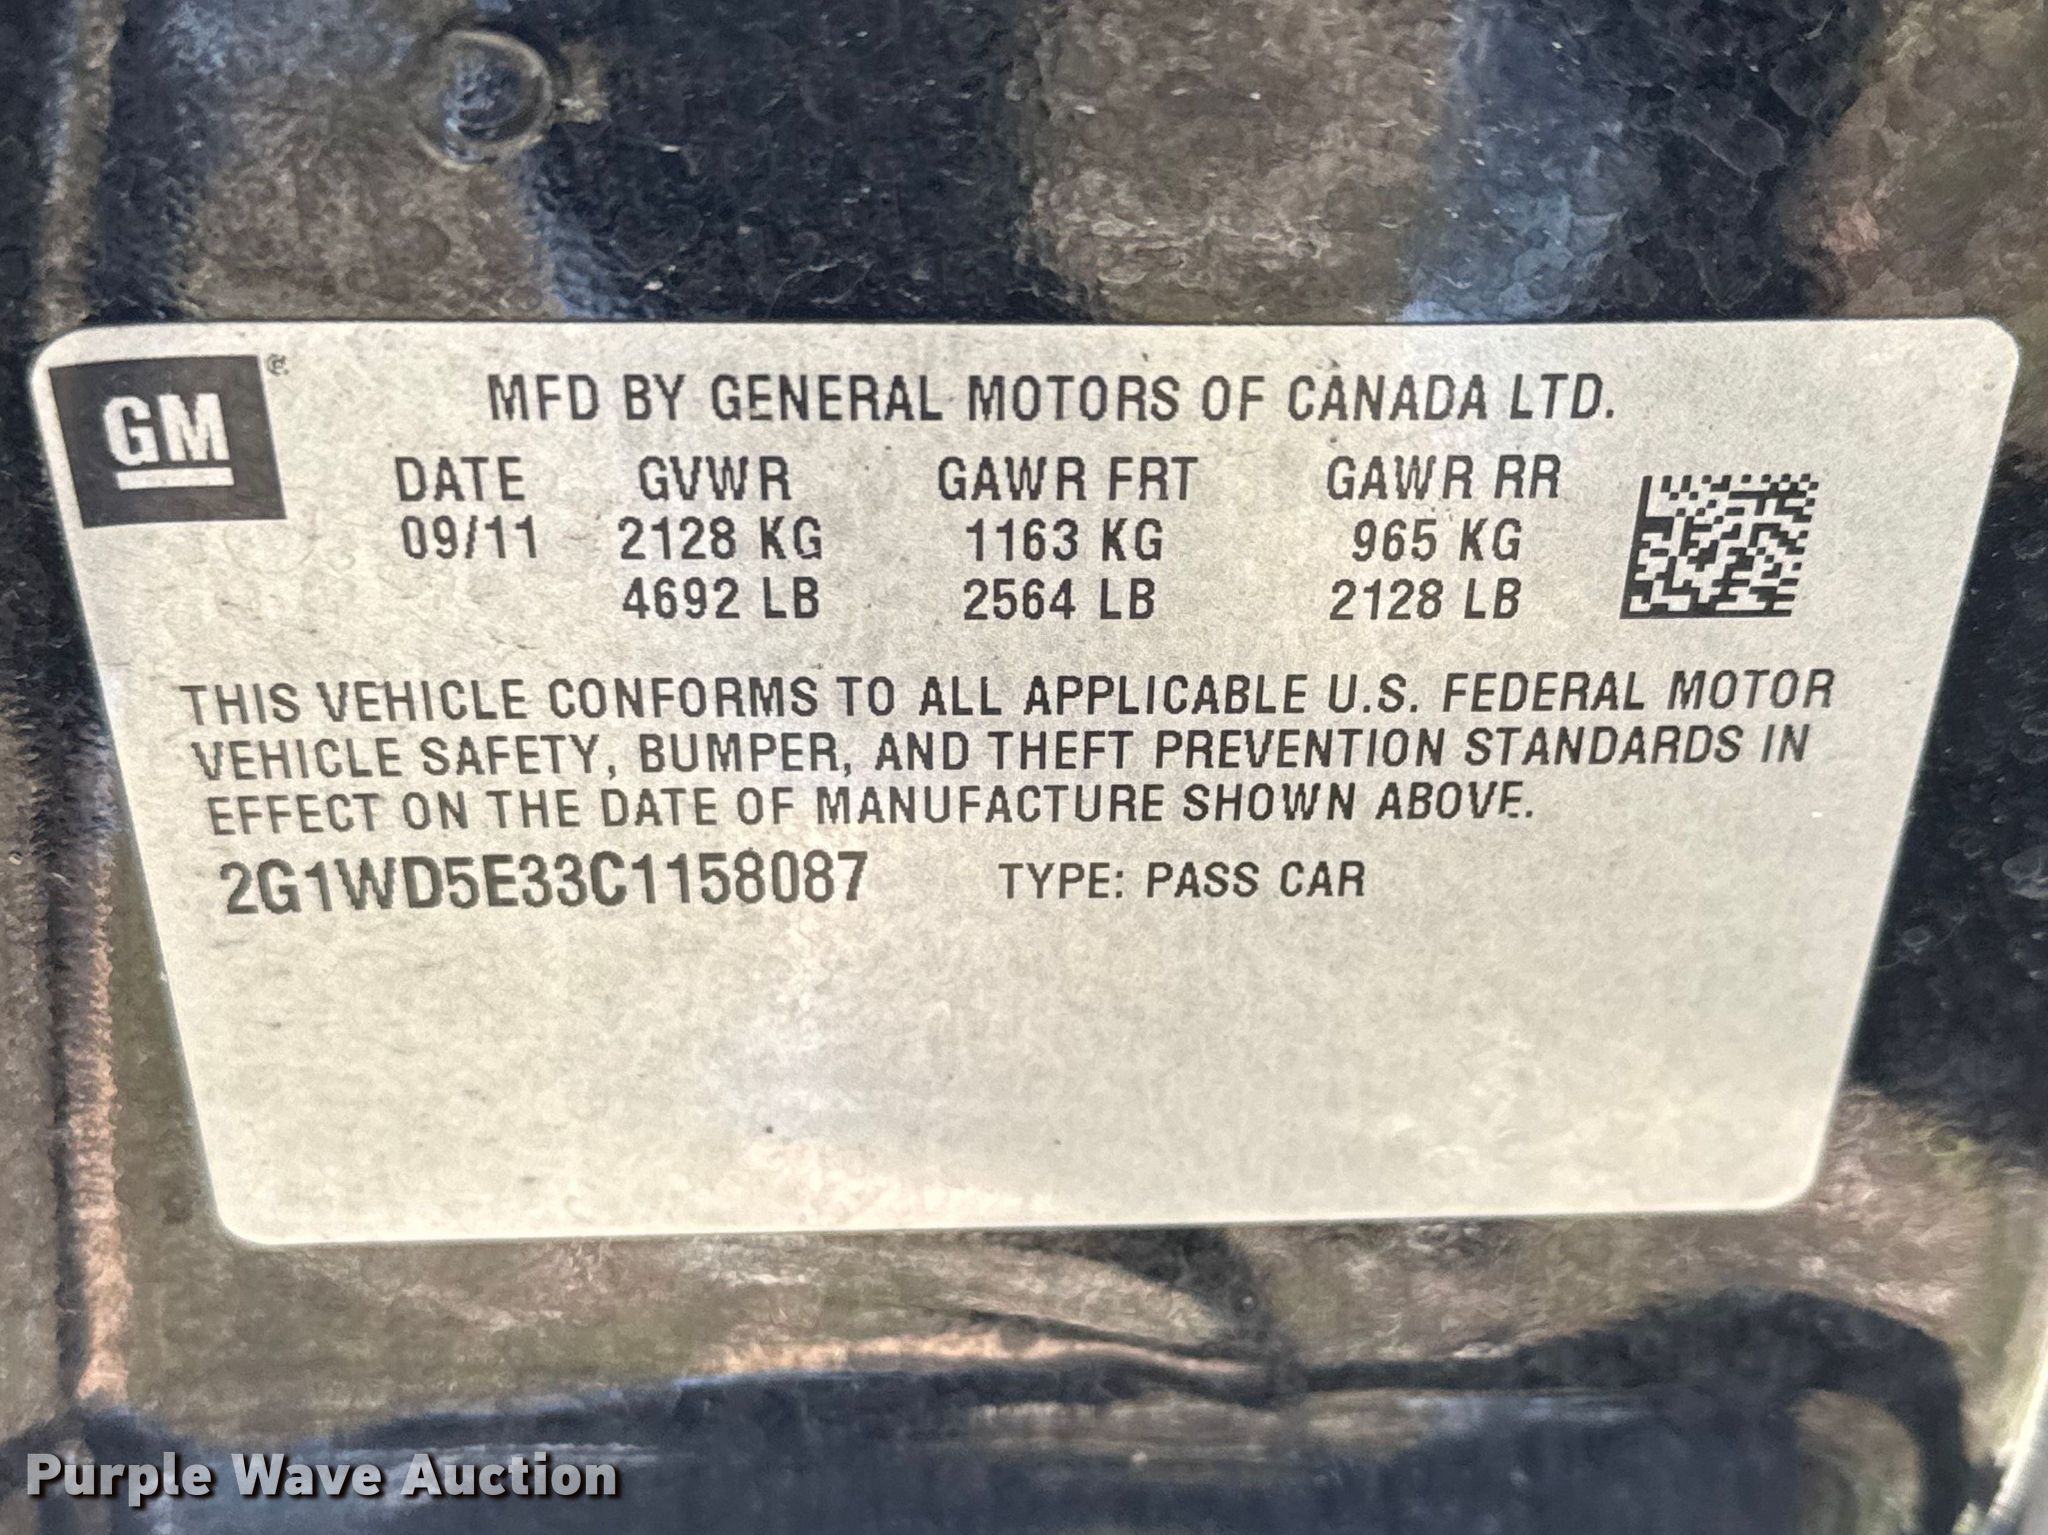 GM ®
MFD BY GENERAL MOTORS OF CANADA LTD.
DATE GVWR GAWR FRT GAWR RR
09/11 2128 KG 1163 KG 965 KG
4692 LB 2564 LB 2128 LB
THIS VEHICLE CONFORMS TO ALL APPLICABLE U.S. FEDERAL MOTOR
VEHICLE SAFETY, BUMPER, AND THEFT PREVENTION STANDARDS IN
EFFECT ON THE DATE OF MANUFACTURE SHOWN ABOVE.
2G1WD5E33C1158087 TYPE: PASS CAR
Purple Wave Auction